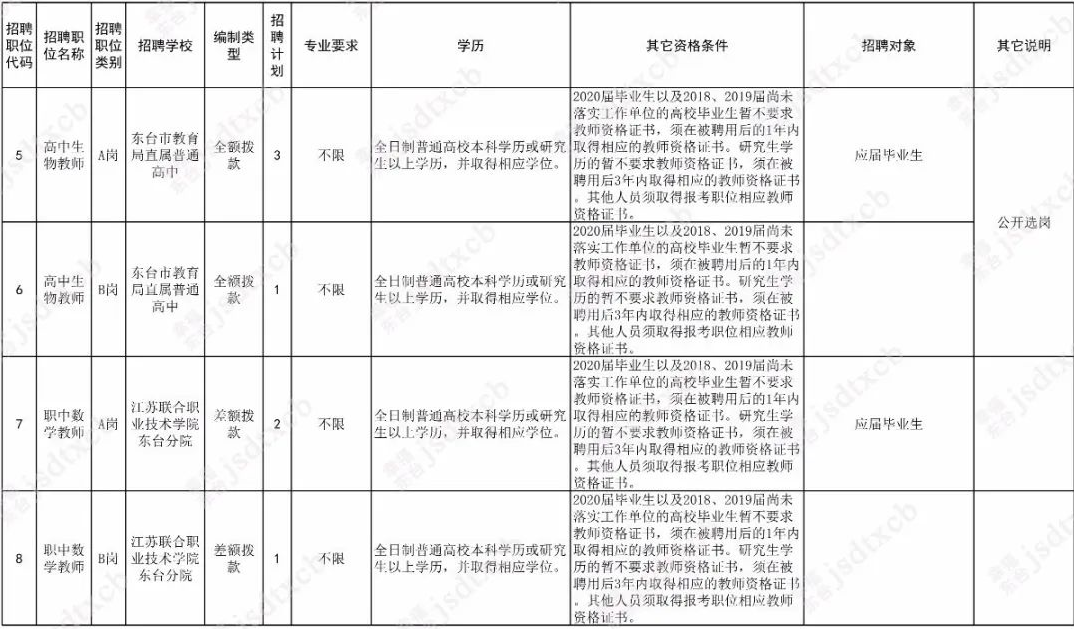 招聘职位代码 招聘职位名称 招聘职位类别 招聘学校 编制类型 招聘计划 专业要求 学历 其它资格条件 招聘对象 其它说明
5 高中生物教师 A岗 东台市教育局直属普通高中 全额拨款 3 不限 全日制普通高校本科学历或研究生以上学历，并取得相应学位。 2020届毕业生以及2018、2019届尚未落实工作单位的高校毕业生暂不要求教师资格证书，须在被聘用后的1年内取得相应的教师资格证书。研究生学历的暂不要求教师资格证书，须在被聘用后3年内取得相应的教师资格证书。其他人员须取得报考职位相应教师资格证书。 应届毕业生 公开选岗
6 高中生物教师 B岗 东台市教育局直属普通高中 全额拨款 1 不限 全日制普通高校本科学历或研究生以上学历，并取得相应学位。 2020届毕业生以及2018、2019届尚未落实工作单位的高校毕业生暂不要求教师资格证书，须在被聘用后的1年内取得相应的教师资格证书。研究生学历的暂不要求教师资格证书，须在被聘用后3年内取得相应的教师资格证书。其他人员须取得报考职位相应教师资格证书。
7 职中数学教师 A岗 江苏联合职业技术学院东台分院 差额拨款 2 不限 全日制普通高校本科学历或研究生以上学历，并取得相应学位。 2020届毕业生以及2018、2019届尚未落实工作单位的高校毕业生暂不要求教师资格证书，须在被聘用后的1年内取得相应的教师资格证书。研究生学历的暂不要求教师资格证书，须在被聘用后3年内取得相应的教师资格证书。其他人员须取得报考职位相应教师资格证书。 应届毕业生
8 职中数学教师 B岗 江苏联合职业技术学院东台分院 差额拨款 1 不限 全日制普通高校本科学历或研究生以上学历，并取得相应学位。 2020届毕业生以及2018、2019届尚未落实工作单位的高校毕业生暂不要求教师资格证书，须在被聘用后的1年内取得相应的教师资格证书。研究生学历的暂不要求教师资格证书，须在被聘用后3年内取得相应的教师资格证书。其他人员须取得报考职位相应教师资格证书。
jsdtxcb